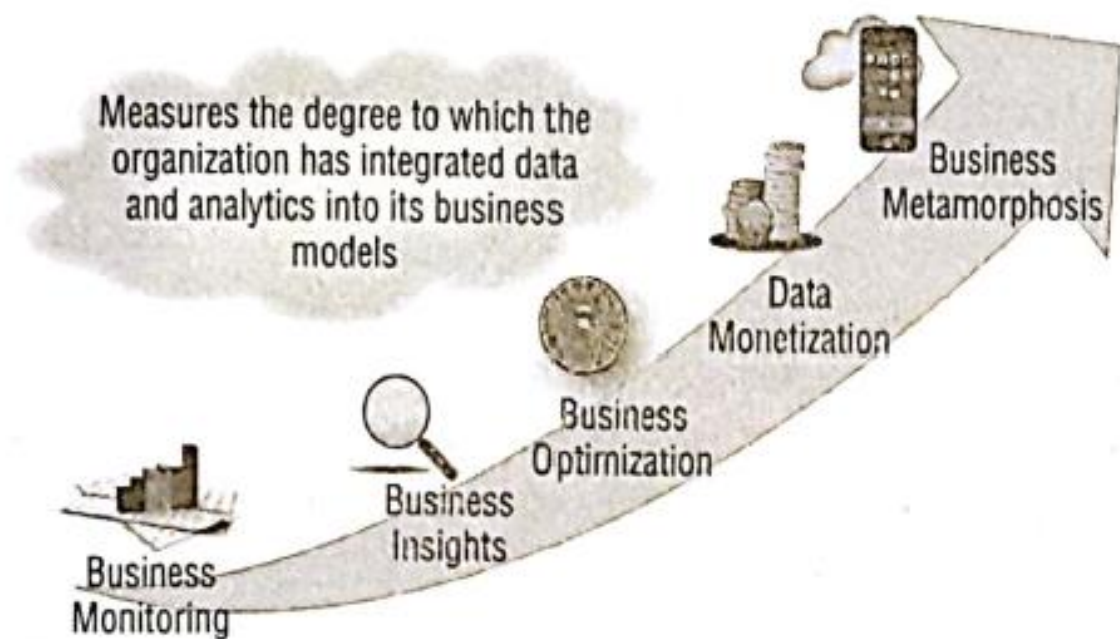 Measures the degree to which the
organization has integrated data
and analytics into its business
models
Business
Metamorphosis
Data
Monetization
Business
Optimization
Business
Insights
Business
Monitoring